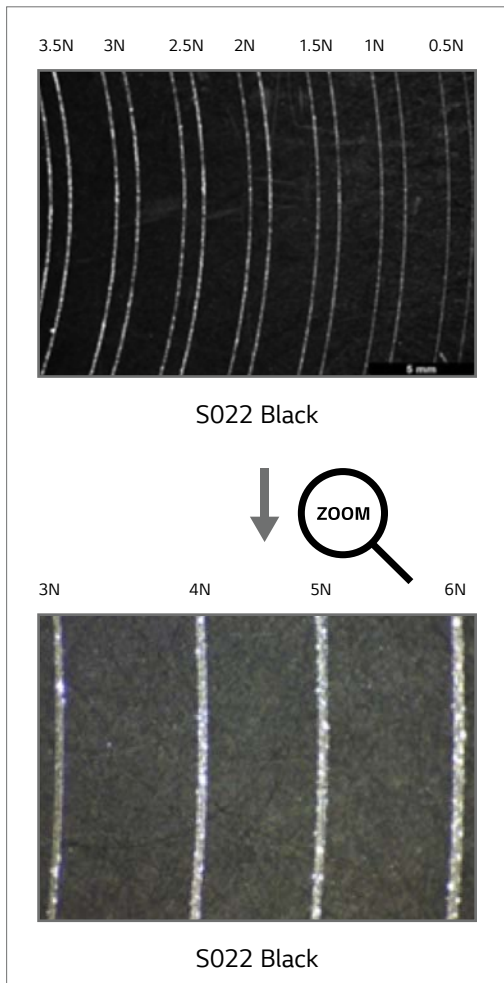 3.5N 3N 2.5N 2N 1.5N 1N 0.5N
5 mm
S022 Black
ZOOM
3N 4N 5N 6N
S022 Black